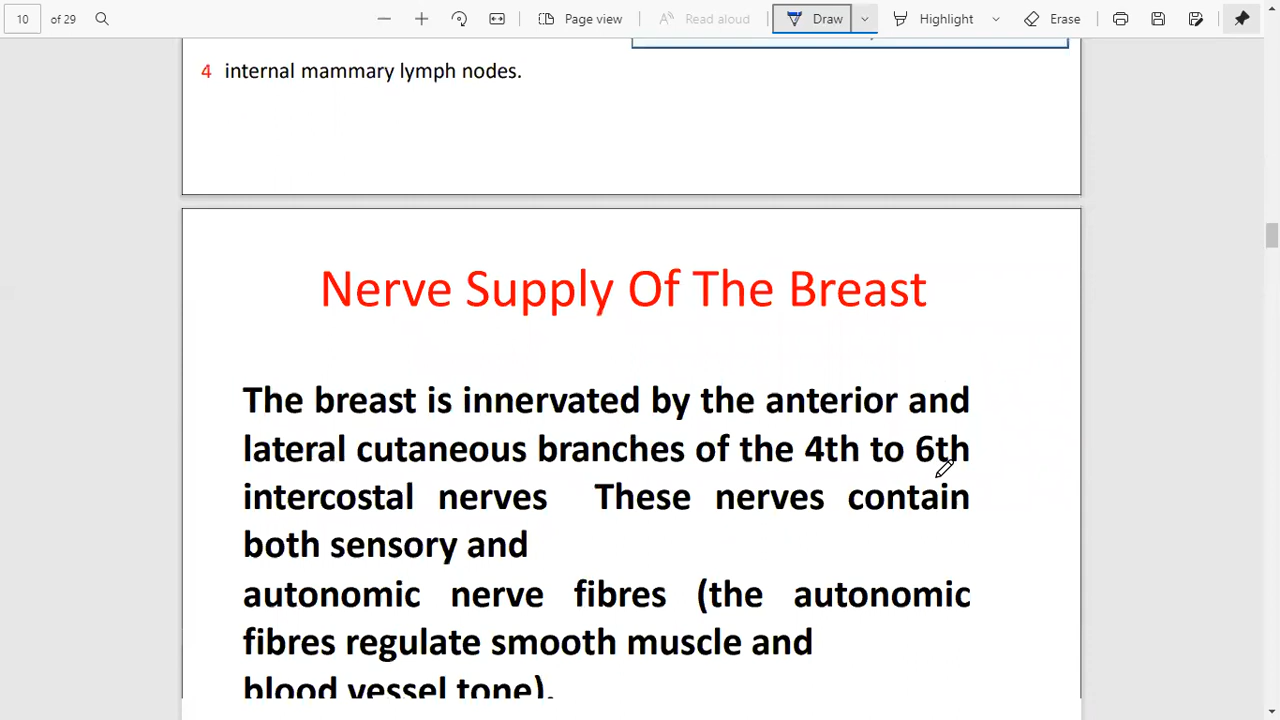 10 of 29 Page view Read aloud Draw Highlight Erase
4 internal mammary lymph nodes.
Nerve Supply Of The Breast
The breast is innervated by the anterior and
lateral cutaneous branches of the 4th to 6th
intercostal nerves These nerves contain
both sensory and
autonomic nerve fibres (the autonomic
fibres regulate smooth muscle and
blood vessel tone).